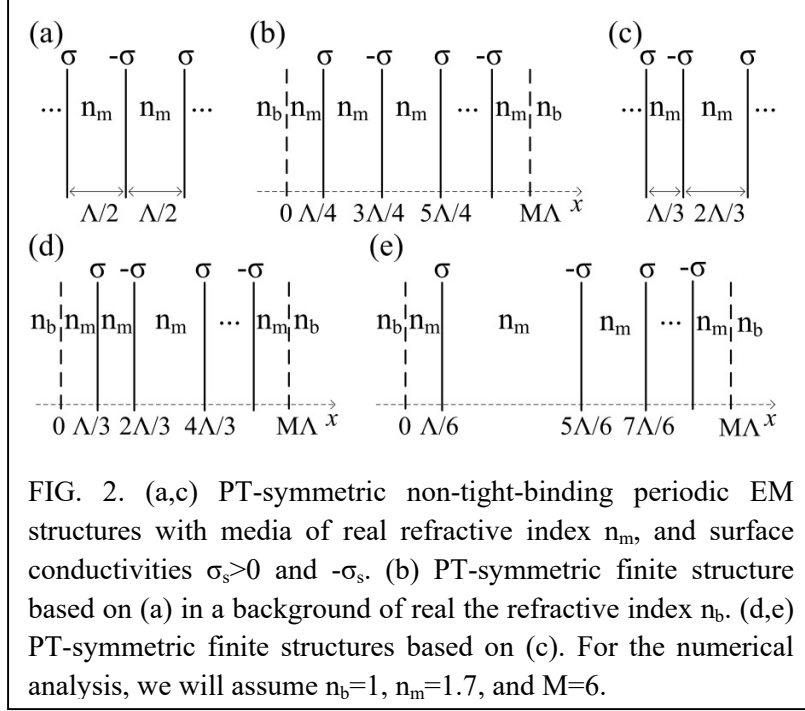 (a)
σ -σ σ
... n_m n_m ...
Λ/2 Λ/2
(b)
σ -σ σ -σ
n_b n_m n_m n_m ... n_m n_b
0 Λ/4 3Λ/4 5Λ/4 MΛ x
(c)
σ -σ σ
... n_m n_m ...
Λ/3 2Λ/3
(d)
σ -σ σ -σ
n_b n_m n_m n_m ... n_m n_b
0 Λ/3 2Λ/3 4Λ/3 MΛ x
(e)
σ -σ σ -σ
n_b n_m n_m n_m ... n_m n_b
0 Λ/6 5Λ/6 7Λ/6 MΛ x
FIG. 2. (a,c) PT-symmetric non-tight-binding periodic EM
structures with media of real refractive index n_m, and surface
conductivities σ_s>0 and -σ_s. (b) PT-symmetric finite structure
based on (a) in a background of real the refractive index n_b. (d,e)
PT-symmetric finite structures based on (c). For the numerical
analysis, we will assume n_b=1, n_m=1.7, and M=6.